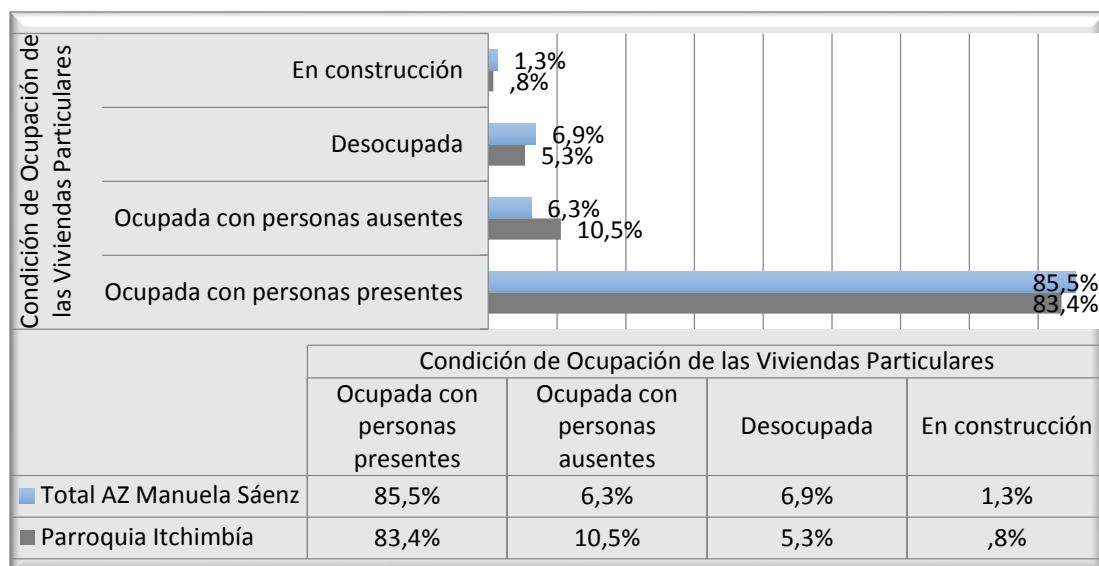 Condición de Ocupación de
las Viviendas Particulares
En construcción
1,3%
,8%
Desocupada
6,9%
5,3%
Ocupada con personas ausentes
6,3%
10,5%
Ocupada con personas presentes
85,5%
83,4%
Condición de Ocupación de las Viviendas Particulares
Ocupada con
personas
presentes
Ocupada con
personas
ausentes
Desocupada
En construcción
Total AZ Manuela Sáenz 85,5% 6,3% 6,9% 1,3%
Parroquia Itchimbía 83,4% 10,5% 5,3% ,8%